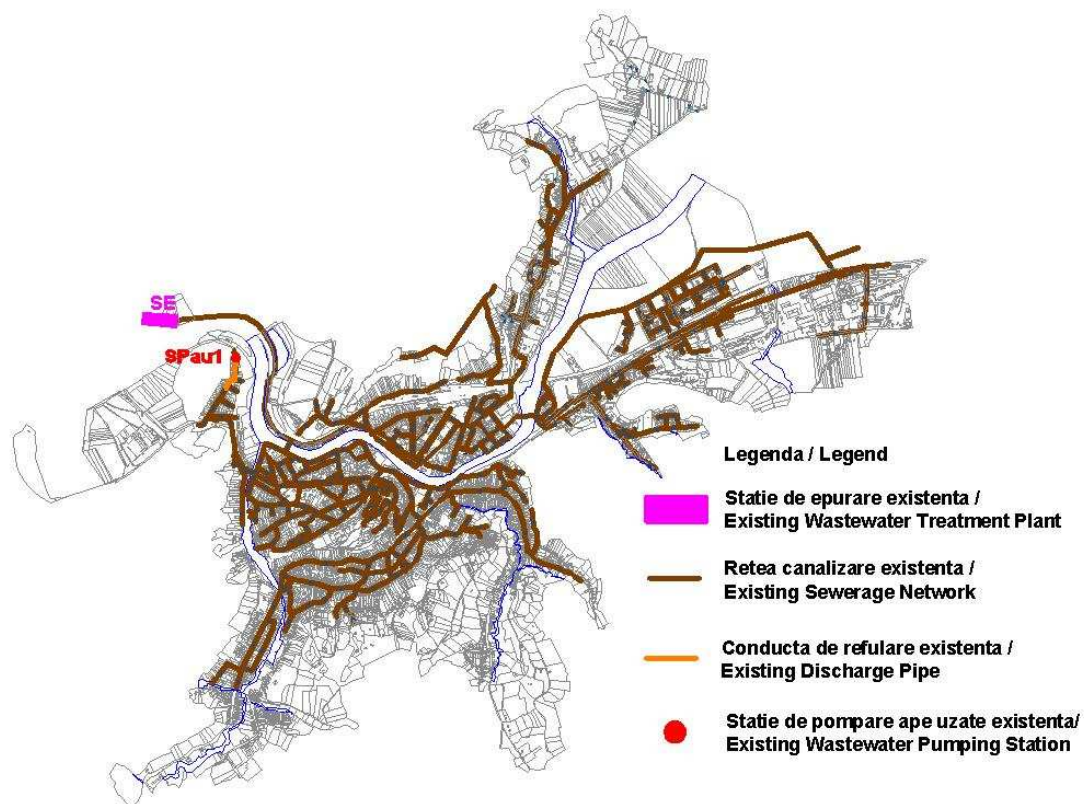 SE
SPau1
Legenda / Legend
Statie de epurare existenta /
Existing Wastewater Treatment Plant
Retea canalizare existenta /
Existing Sewerage Network
Conducta de refulare existenta /
Existing Discharge Pipe
Statie de pompare ape uzate existenta/
Existing Wastewater Pumping Station